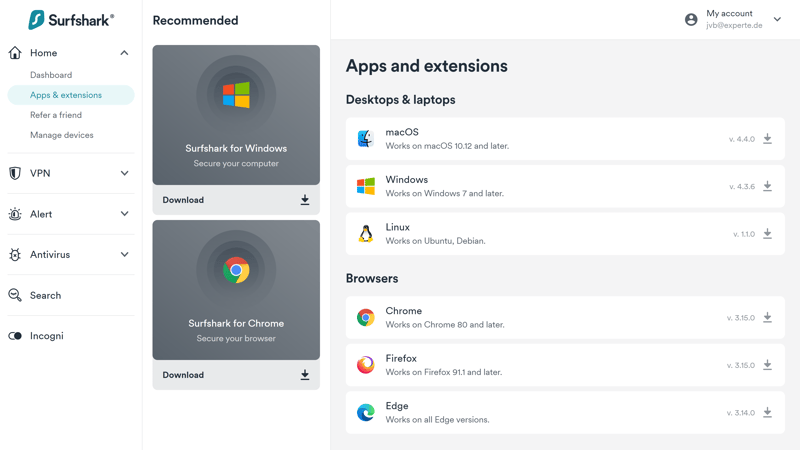 Surfshark®
Home
Dashboard
Apps & extensions
Refer a friend
Manage devices
VPN
Alert
Antivirus
Search
Incogni
Recommended
Surfshark for Windows
Secure your computer
Download
Surfshark for Chrome
Secure your browser
Download
My account
jvb@experte.de
Apps and extensions
Desktops & laptops
macOS
Works on macOS 10.12 and later.
v. 4.4.0
Windows
Works on Windows 7 and later.
v. 4.3.6
Linux
Works on Ubuntu, Debian.
v. 1.1.0
Browsers
Chrome
Works on Chrome 80 and later.
v. 3.15.0
Firefox
Works on Firefox 91.1 and later.
v. 3.15.0
Edge
Works on all Edge versions.
v. 3.14.0